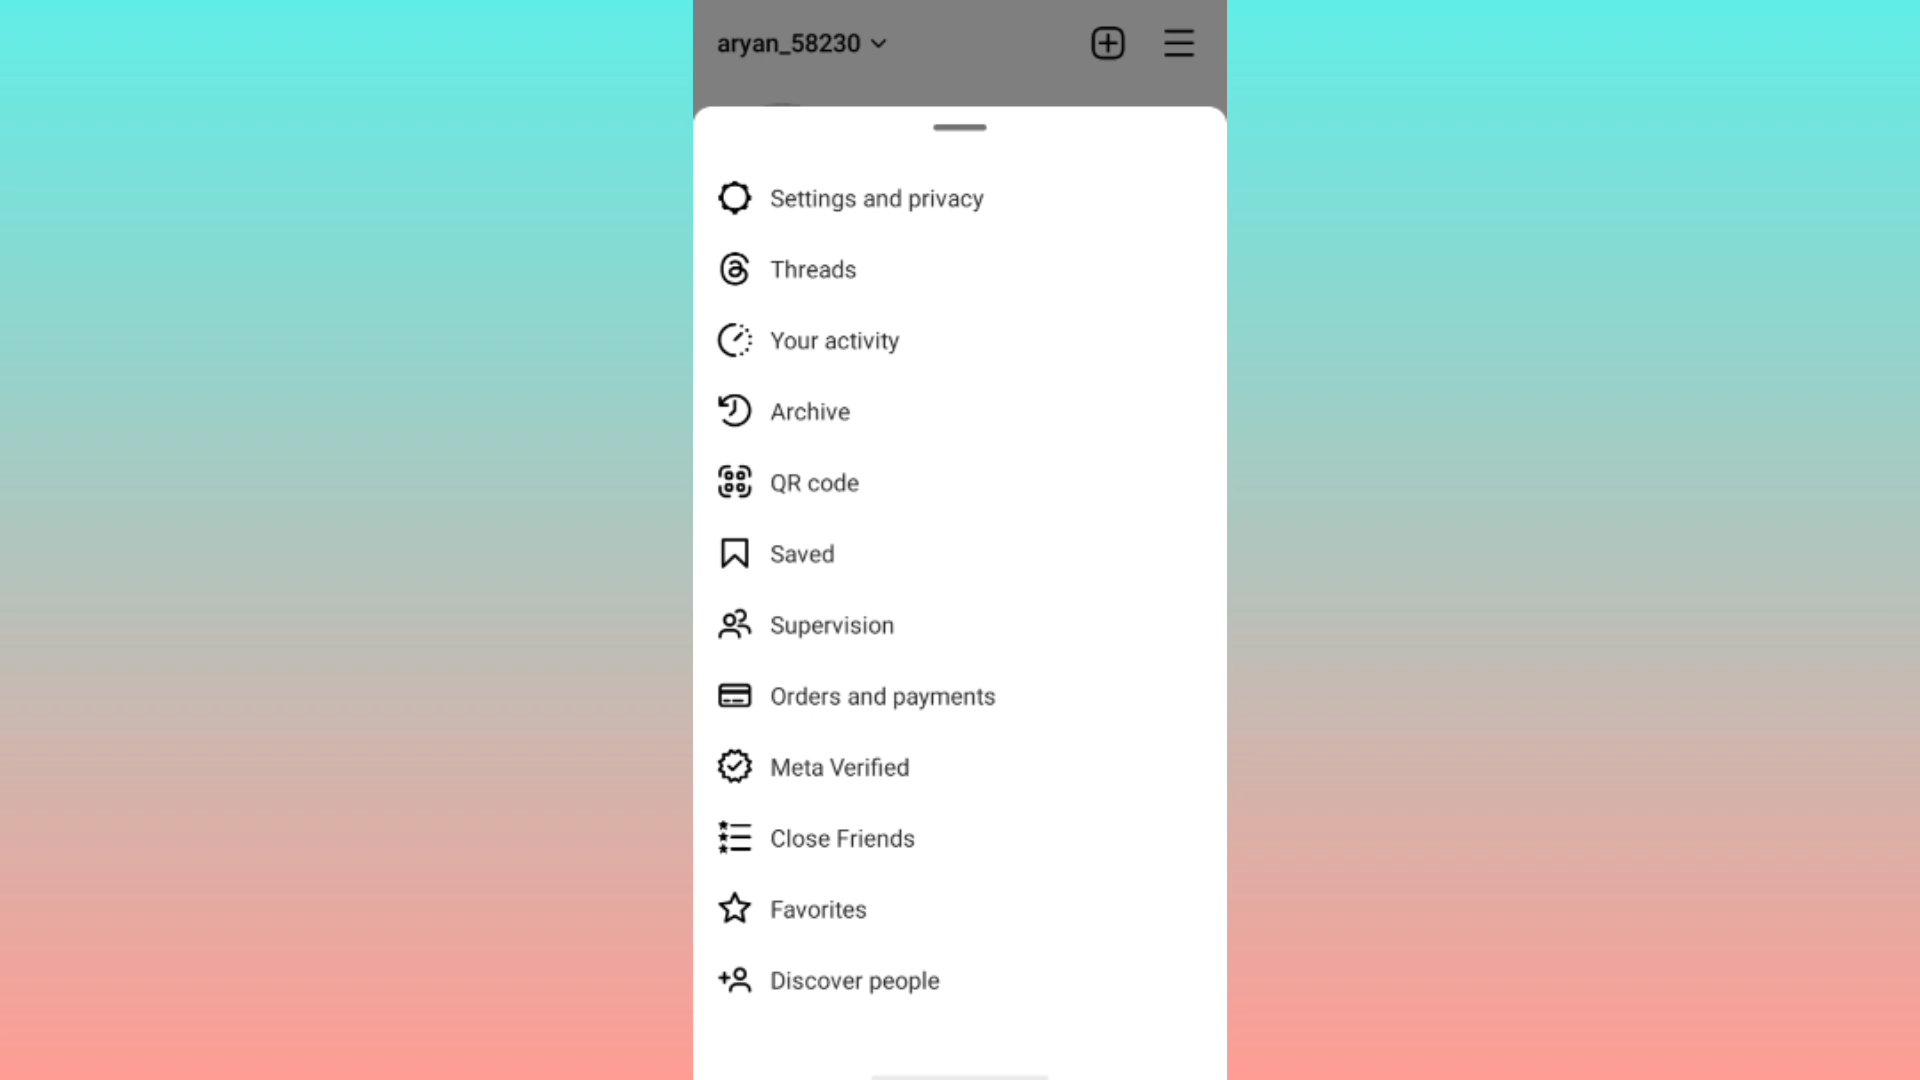 aryan_58230
Settings and privacy
Threads
Your activity
Archive
QR code
Saved
Supervision
Orders and payments
Meta Verified
Close Friends
Favorites
Discover people